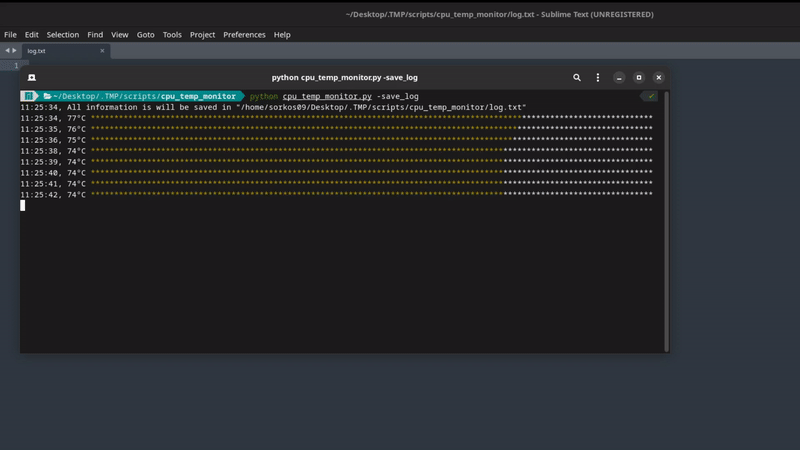 ~/Desktop/.TMP/scripts/cpu_temp_monitor/log.txt - Sublime Text (UNREGISTERED)
File Edit Selection Find View Goto Tools Project Preferences Help
log.txt
1
python cpu_temp_monitor.py -save_log
~/Desktop/.TMP/scripts/cpu_temp_monitor python cpu_temp_monitor.py -save_log
11:25:34, All information is will be saved in "/home/sorkos09/Desktop/.TMP/scripts/cpu_temp_monitor/log.txt"
11:25:34, 77°C
11:25:35, 76°C
11:25:36, 75°C
11:25:38, 74°C
11:25:39, 74°C
11:25:40, 74°C
11:25:41, 74°C
11:25:42, 74°C